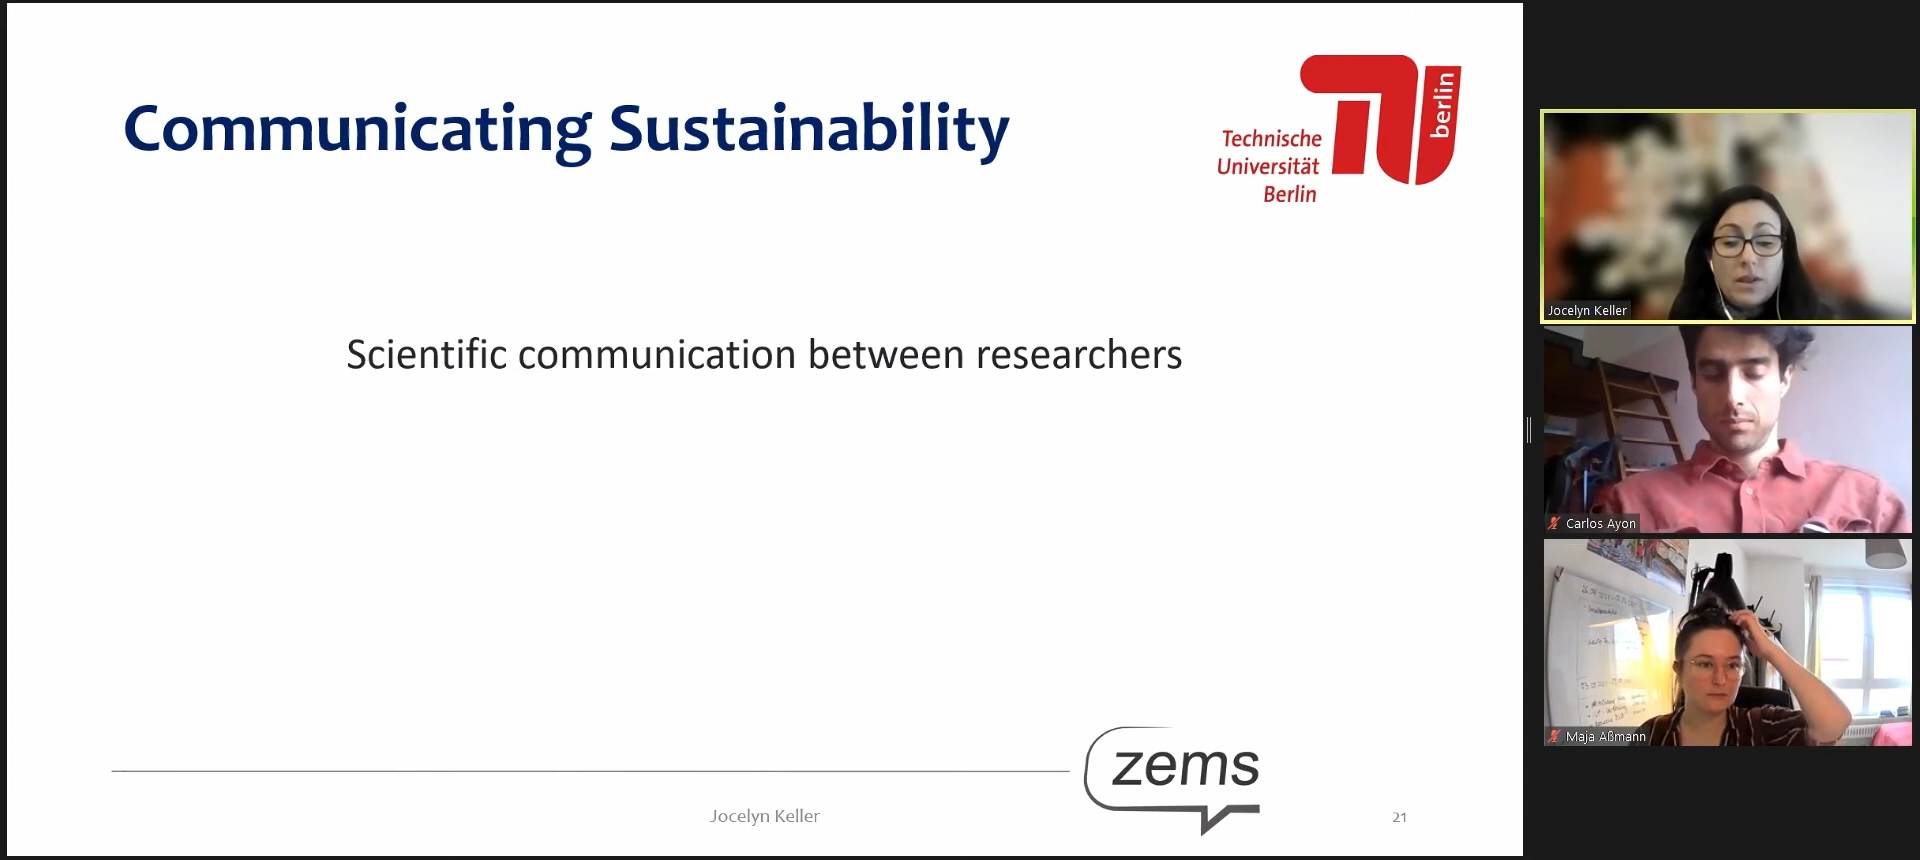 Communicating Sustainability
Technische
Universität
Berlin
berlin
Scientific communication between researchers
zems
Jocelyn Keller
21
Jocelyn Keller
Carlos Ayon
Maja Aßmann